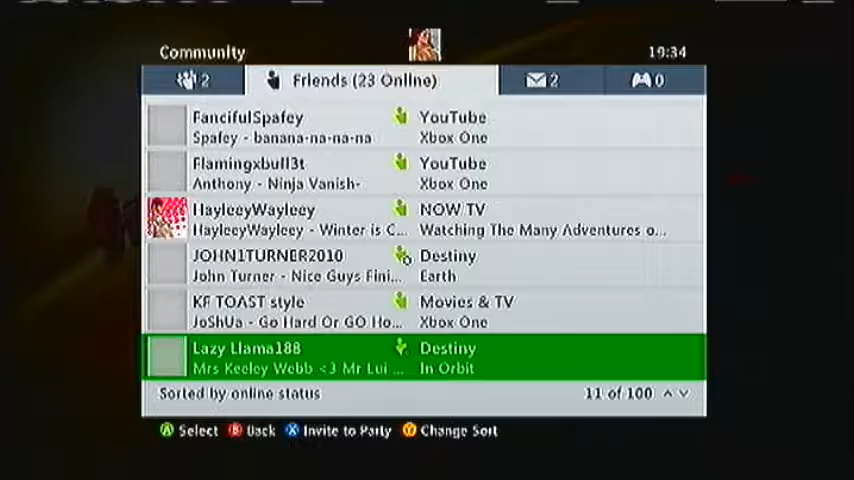 Community
19:34
2
Friends (23 Online)
2
0
FancifulSpafey
YouTube
Spafey - banana-na-na-na
Xbox One
Flamingxbull3t
YouTube
Anthony - Ninja Vanish-
Xbox One
HayleeyWayleey
NOW TV
HayleeyWayleey - Winter is C...
Watching The Many Adventures o...
JOHN1TURNER2010
Destiny
John Turner - Nice Guys Fini...
Earth
KF TOAST style
Movies & TV
JoShUa - Go Hard Or GO Ho...
Xbox One
Lazy Llama188
Destiny
Mrs Keeley Webb <3 Mr Lui ...
In Orbit
Sorted by online status
11 of 100
A Select B Back X Invite to Party Y Change Sort